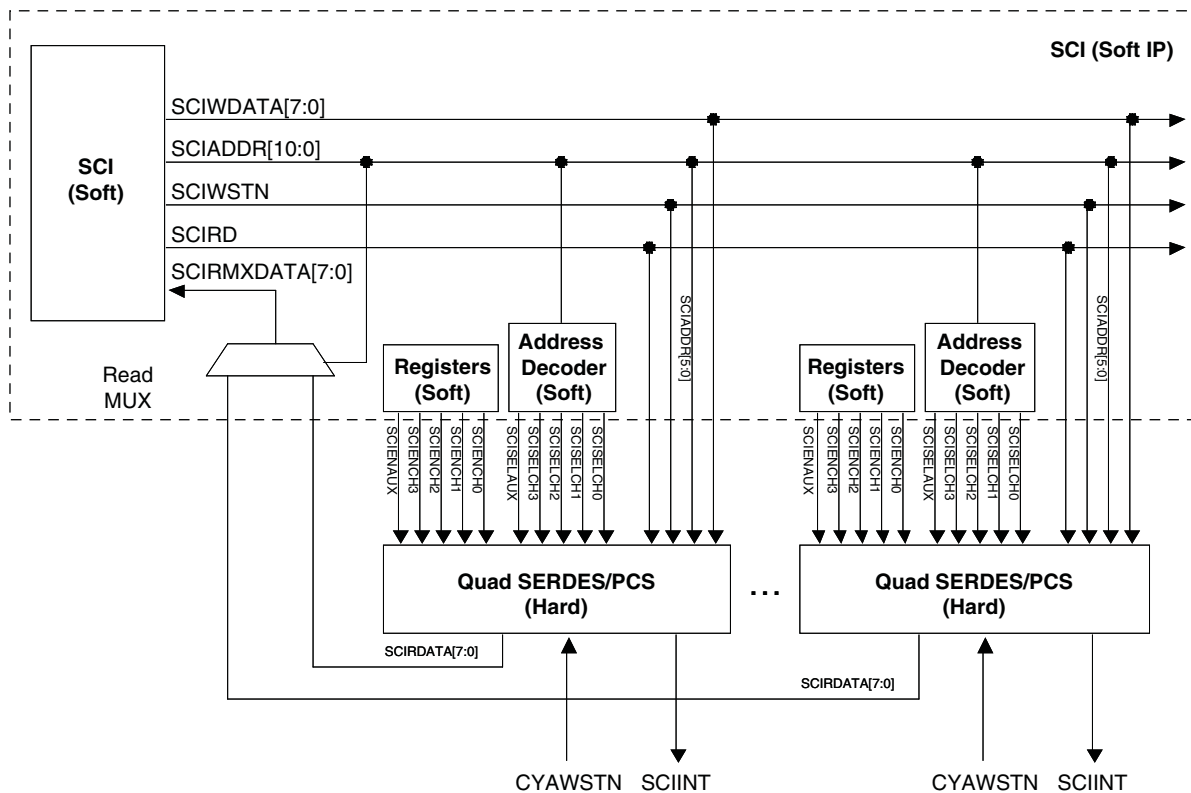 SCI (Soft IP)
SCI
(Soft)
SCIWDATA[7:0]
SCIADDR[10:0]
SCIWSTN
SCIRD
SCIRMXDATA[7:0]
Read
MUX
Registers
(Soft)
Address
Decoder
(Soft)
SCIADDR[5:0]
Registers
(Soft)
Address
Decoder
(Soft)
SCIADDR[5:0]
SCIENAUX
SCIENCH3
SCIENCH2
SCIENCH1
SCIENCH0
SCISELAUX
SCISELCH3
SCISELCH2
SCISELCH1
SCISELCH0
SCIENAUX
SCIENCH3
SCIENCH2
SCIENCH1
SCIENCH0
SCISELAUX
SCISELCH3
SCISELCH2
SCISELCH1
SCISELCH0
Quad SERDES/PCS
(Hard)
...
Quad SERDES/PCS
(Hard)
SCIRDATA[7:0]
SCIRDATA[7:0]
CYAWSTN
SCIINT
CYAWSTN
SCIINT